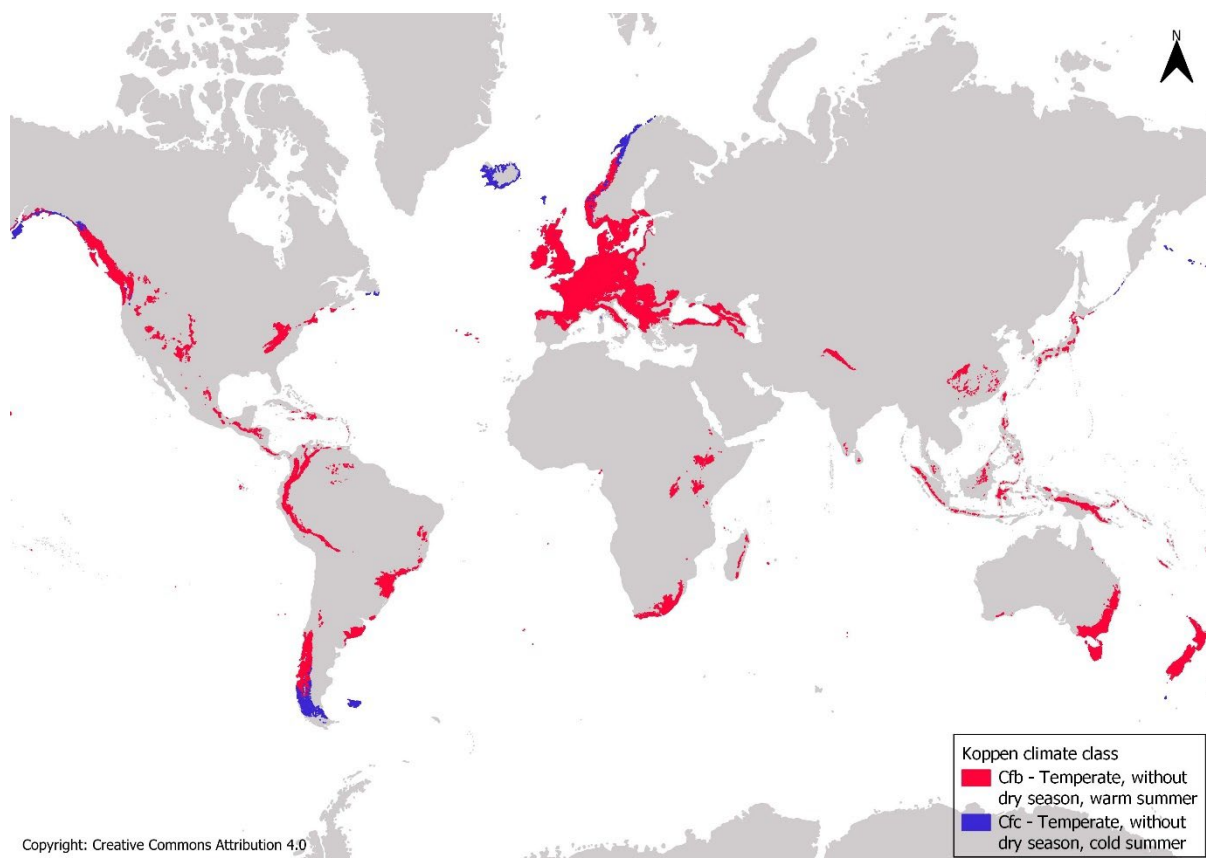 N
Koppen climate class
Cfb - Temperate, without
dry season, warm summer
Cfc - Temperate, without
dry season, cold summer
Copyright: Creative Commons Attribution 4.0